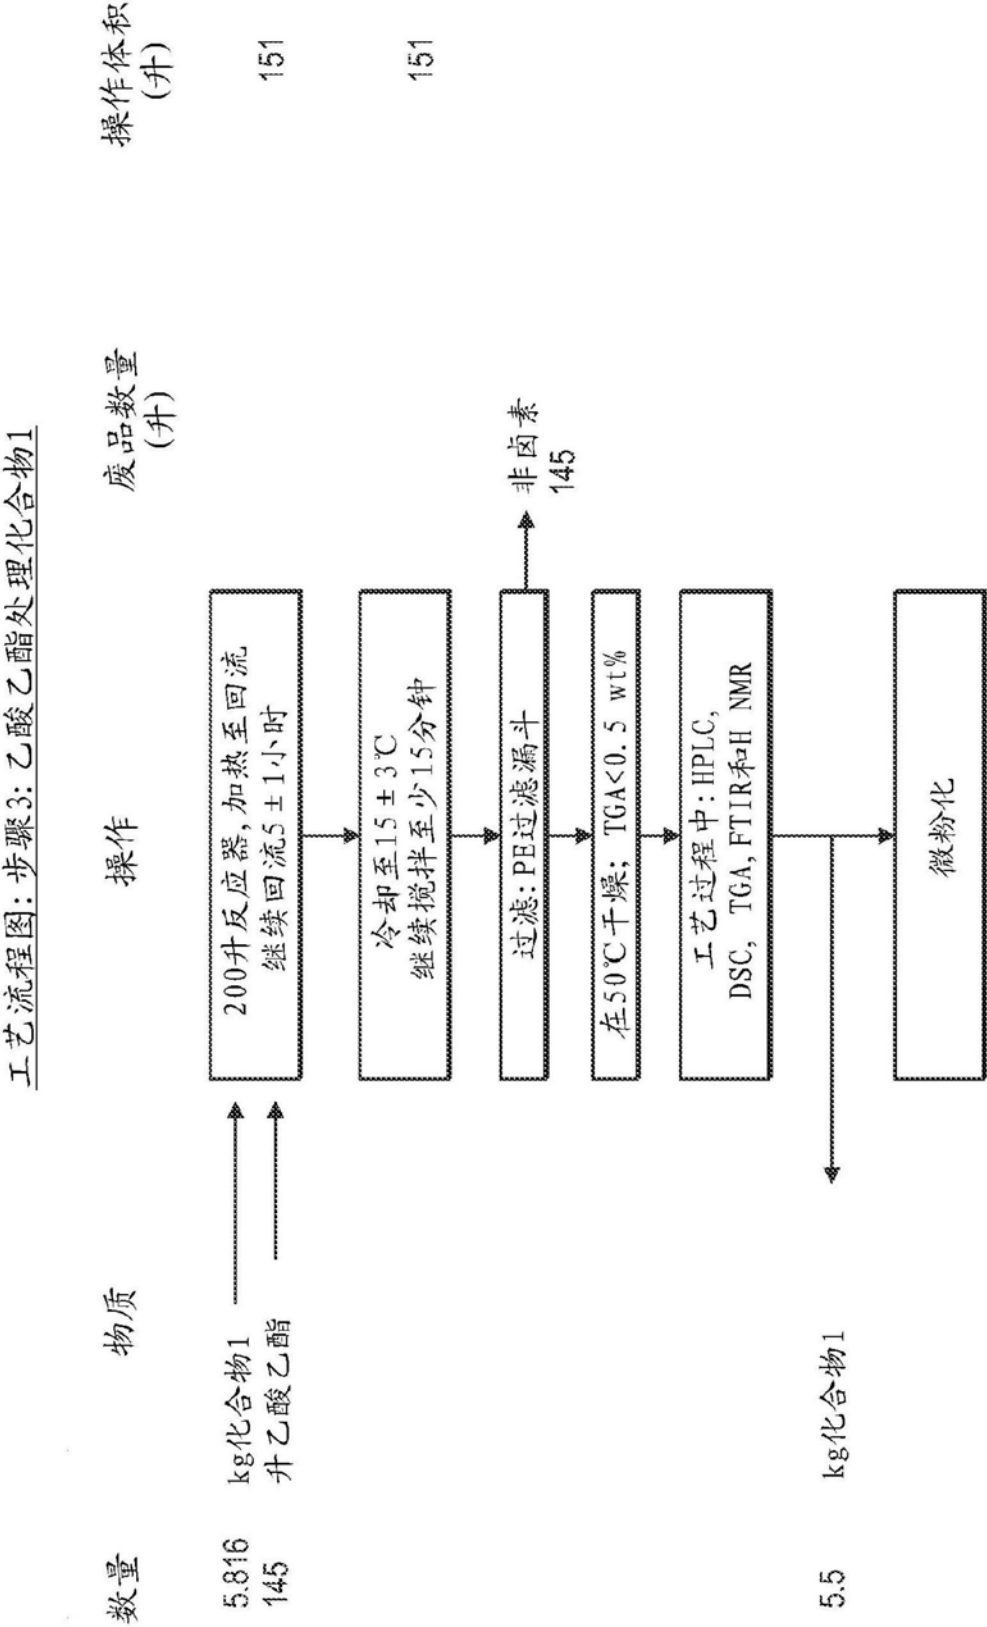 工艺流程图:步骤3:乙酸乙酯处理化合物1
数量
物质
操作
废品数量
(升)
操作体积
(升)
5.816
kg化合物1
145
升乙酸乙酯
200升反应器,加热至回流
继续回流5±1小时
151
冷却至15±3℃
继续搅拌至少15分钟
151
过滤:PE过滤漏斗
非卤素
145
在50℃干燥; TGA<0.5 wt%
工艺过程中:HPLC,
DSC, TGA,FTIR和H NMR
5.5
kg化合物1
微粉化